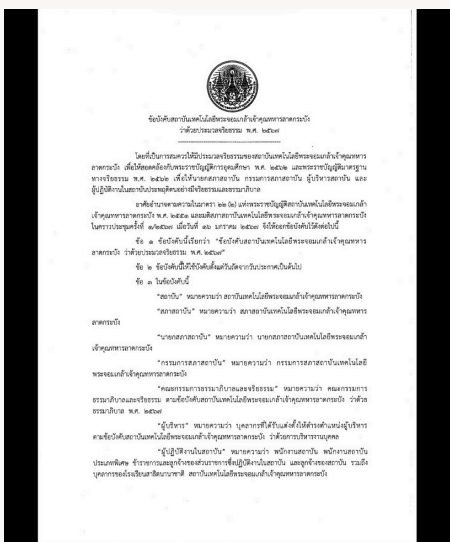 ข้อบังคับสถาบันเทคโนโลยีพระจอมเกล้าเจ้าคุณทหารลาดกระบัง
ว่าด้วยประมวลจริยธรรม พ.ศ. ๒๕๖๗
โดยที่เป็นการสมควรให้มีประมวลจริยธรรมของสถาบันเทคโนโลยีพระจอมเกล้าเจ้าคุณทหาร
ลาดกระบัง เพื่อให้สอดคล้องกับพระราชบัญญัติการอุดมศึกษา พ.ศ. ๒๕๖๒ และพระราชบัญญัติมาตรฐาน
ทางจริยธรรม พ.ศ. ๒๕๖๒ เพื่อให้นายกสภาสถาบัน กรรมการสภาสถาบัน ผู้บริหารสถาบัน และ
ผู้ปฏิบัติงานในสถาบันประพฤติตนอย่างมีจริยธรรมและธรรมาภิบาล
อาศัยอำนาจตามความในมาตรา ๒๒ (๒) แห่งพระราชบัญญัติสถาบันเทคโนโลยีพระจอมเกล้า
เจ้าคุณทหารลาดกระบัง พ.ศ. ๒๕๕๑ และมติสภาสถาบันเทคโนโลยีพระจอมเกล้าเจ้าคุณทหารลาดกระบัง
ในคราวประชุมครั้งที่ ๑/๒๕๖๗ เมื่อวันที่ ๑๖ มกราคม ๒๕๖๗ จึงให้ออกข้อบังคับไว้ดังต่อไปนี้
ข้อ ๑ ข้อบังคับนี้เรียกว่า "ข้อบังคับสถาบันเทคโนโลยีพระจอมเกล้าเจ้าคุณทหาร
ลาดกระบัง ว่าด้วยประมวลจริยธรรม พ.ศ. ๒๕๖๗"
ข้อ ๒ ข้อบังคับนี้ให้ใช้บังคับตั้งแต่วันถัดจากวันประกาศเป็นต้นไป
ข้อ ๓ ในข้อบังคับนี้
"สถาบัน" หมายความว่า สถาบันเทคโนโลยีพระจอมเกล้าเจ้าคุณทหารลาดกระบัง
"สภาสถาบัน" หมายความว่า สภาสถาบันเทคโนโลยีพระจอมเกล้าเจ้าคุณทหาร
ลาดกระบัง
"นายกสภาสถาบัน" หมายความว่า นายกสภาสถาบันเทคโนโลยีพระจอมเกล้า
เจ้าคุณทหารลาดกระบัง
"กรรมการสภาสถาบัน" หมายความว่า กรรมการสภาสถาบันเทคโนโลยี
พระจอมเกล้าเจ้าคุณทหารลาดกระบัง
"คณะกรรมการธรรมาภิบาลและจริยธรรม" หมายความว่า คณะกรรมการ
ธรรมาภิบาลและจริยธรรม ตามข้อบังคับสถาบันเทคโนโลยีพระจอมเกล้าเจ้าคุณทหารลาดกระบัง ว่าด้วย
ธรรมาภิบาล พ.ศ. ๒๕๖๗
"ผู้บริหาร" หมายความว่า บุคลากรที่ได้รับแต่งตั้งให้ดำรงตำแหน่งผู้บริหาร
ตามข้อบังคับสถาบันเทคโนโลยีพระจอมเกล้าเจ้าคุณทหารลาดกระบัง ว่าด้วยการบริหารงานบุคคล
"ผู้ปฏิบัติงานในสถาบัน" หมายความว่า พนักงานสถาบัน พนักงานสถาบัน
ประเภทพิเศษ ข้าราชการและลูกจ้างของส่วนราชการซึ่งปฏิบัติงานในสถาบัน และลูกจ้างของสถาบัน รวมถึง
บุคลากรของโรงเรียนสาธิตนานาชาติ สถาบันเทคโนโลยีพระจอมเกล้าเจ้าคุณทหารลาดกระบัง